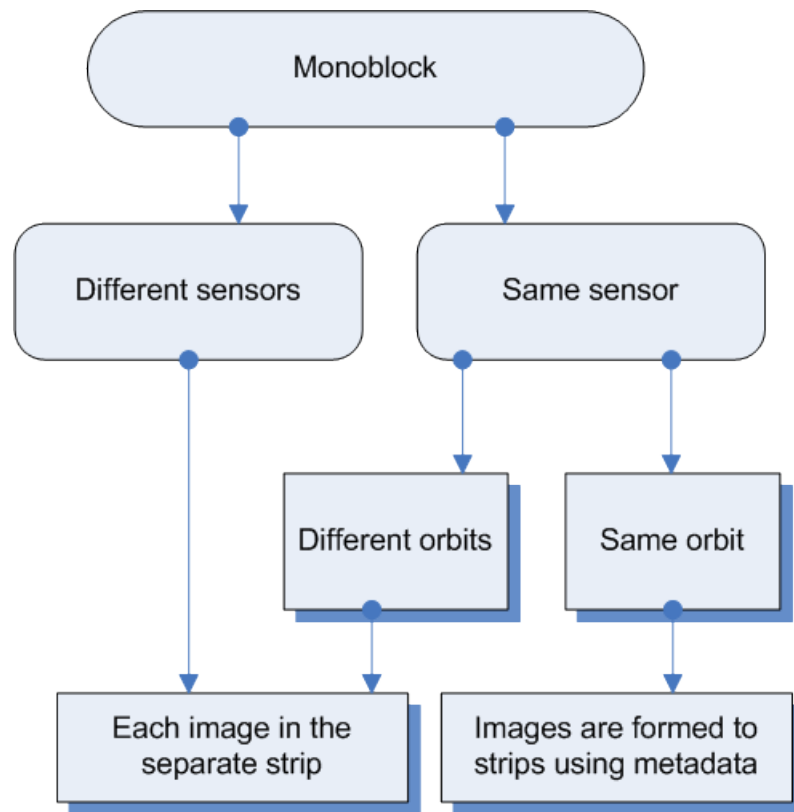 Monoblock
Different sensors
Same sensor
Different orbits
Same orbit
Each image in the
separate strip
Images are formed to
strips using metadata